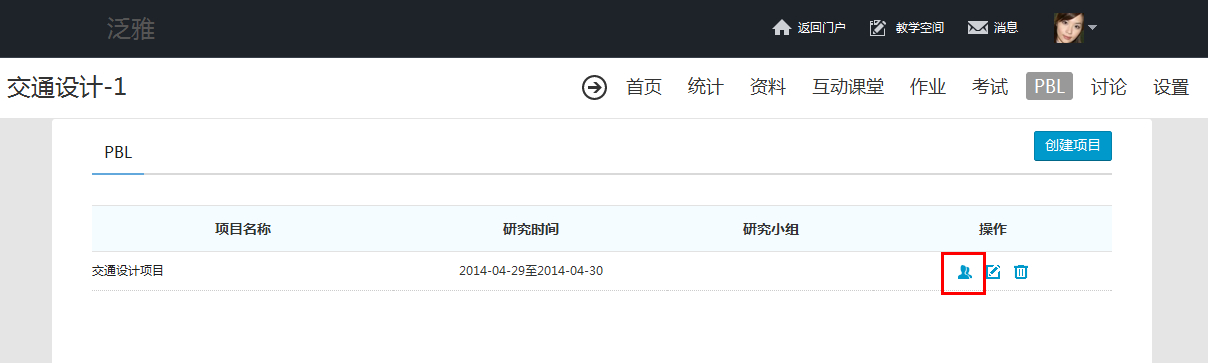 泛雅
返回门户 教学空间 消息
交通设计-1
首页 统计 资料 互动课堂 作业 考试 PBL 讨论 设置
PBL
创建项目
项目名称 研究时间 研究小组 操作
交通设计项目 2014-04-29至2014-04-30